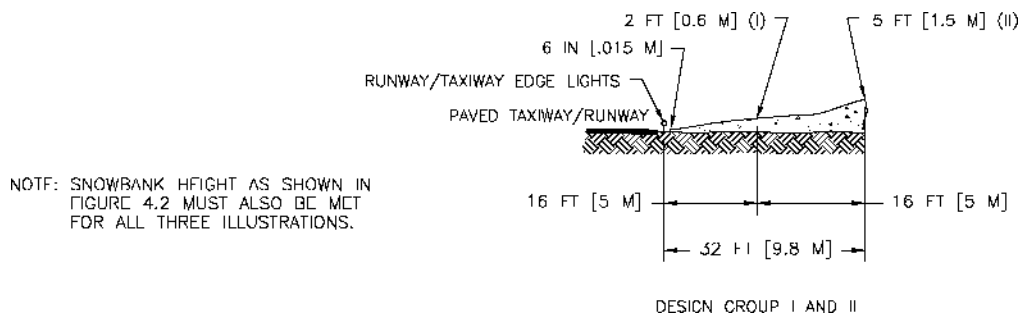 2 FT [0.6 M] (I)
5 FT [1.5 M] (II)
6 IN [.015 M]
RUNWAY/TAXIWAY EDGE LIGHTS
PAVED TAXIWAY/RUNWAY
NOTE: SNOWBANK HEIGHT AS SHOWN IN
FIGURE 4.2 MUST ALSO BE MET
FOR ALL THREE ILLUSTRATIONS.
16 FT [5 M]
16 FT [5 M]
32 FT [9.8 M]
DESIGN GROUP I AND II